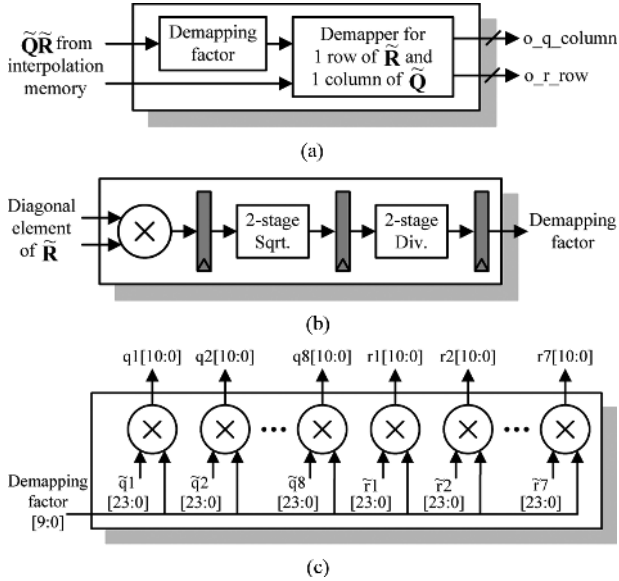 Q̃R̃ from
interpolation
memory
Demapping
factor
Demapper for
1 row of R̃ and
1 column of Q̃
o_q_column
o_r_row
(a)
Diagonal
element
of R̃
×
2-stage
Sqrt.
2-stage
Div.
Demapping
factor
(b)
q1[10:0] q2[10:0] q8[10:0] r1[10:0] r2[10:0] r7[10:0]
× × ••• × × × ••• ×
q̃1 q̃2 q̃8 r̃1 r̃2 r̃7
[23:0] [23:0] [23:0] [23:0] [23:0] [23:0]
Demapping
factor
[9:0]
(c)